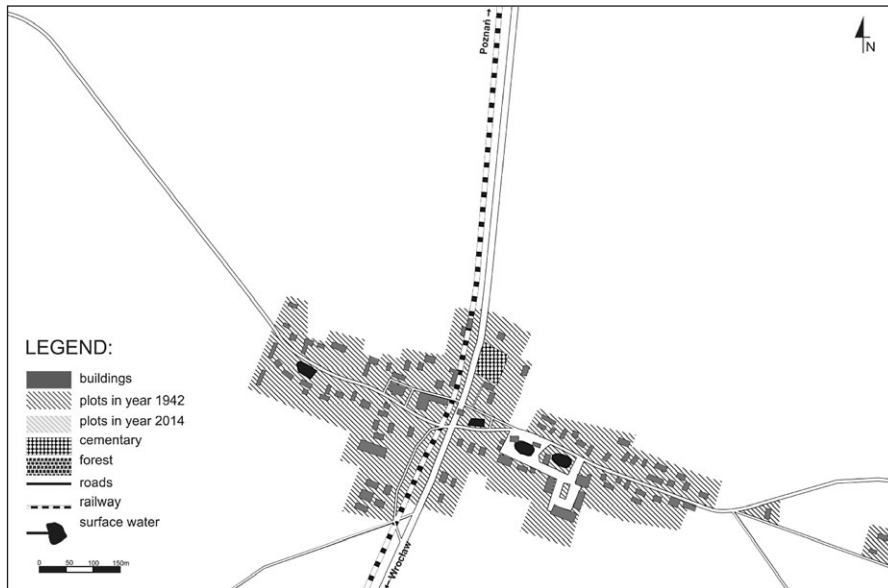 Poznań →
N
LEGEND:
buildings
plots in year 1942
plots in year 2014
cementary
forest
roads
railway
surface water
0 50 100 150m
← Wrocław